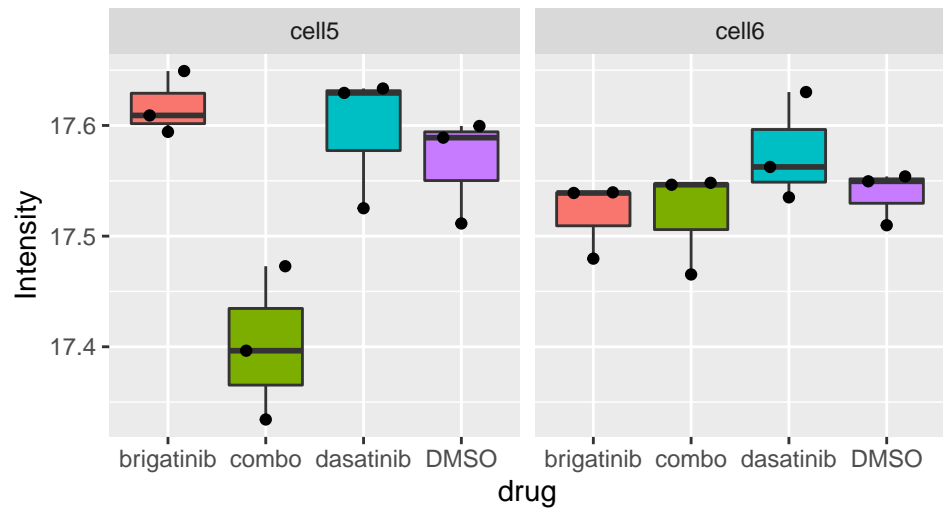 cell5 cell6
Intensity
17.6
17.5
17.4
brigatinib combo dasatinib DMSO brigatinib combo dasatinib DMSO
drug